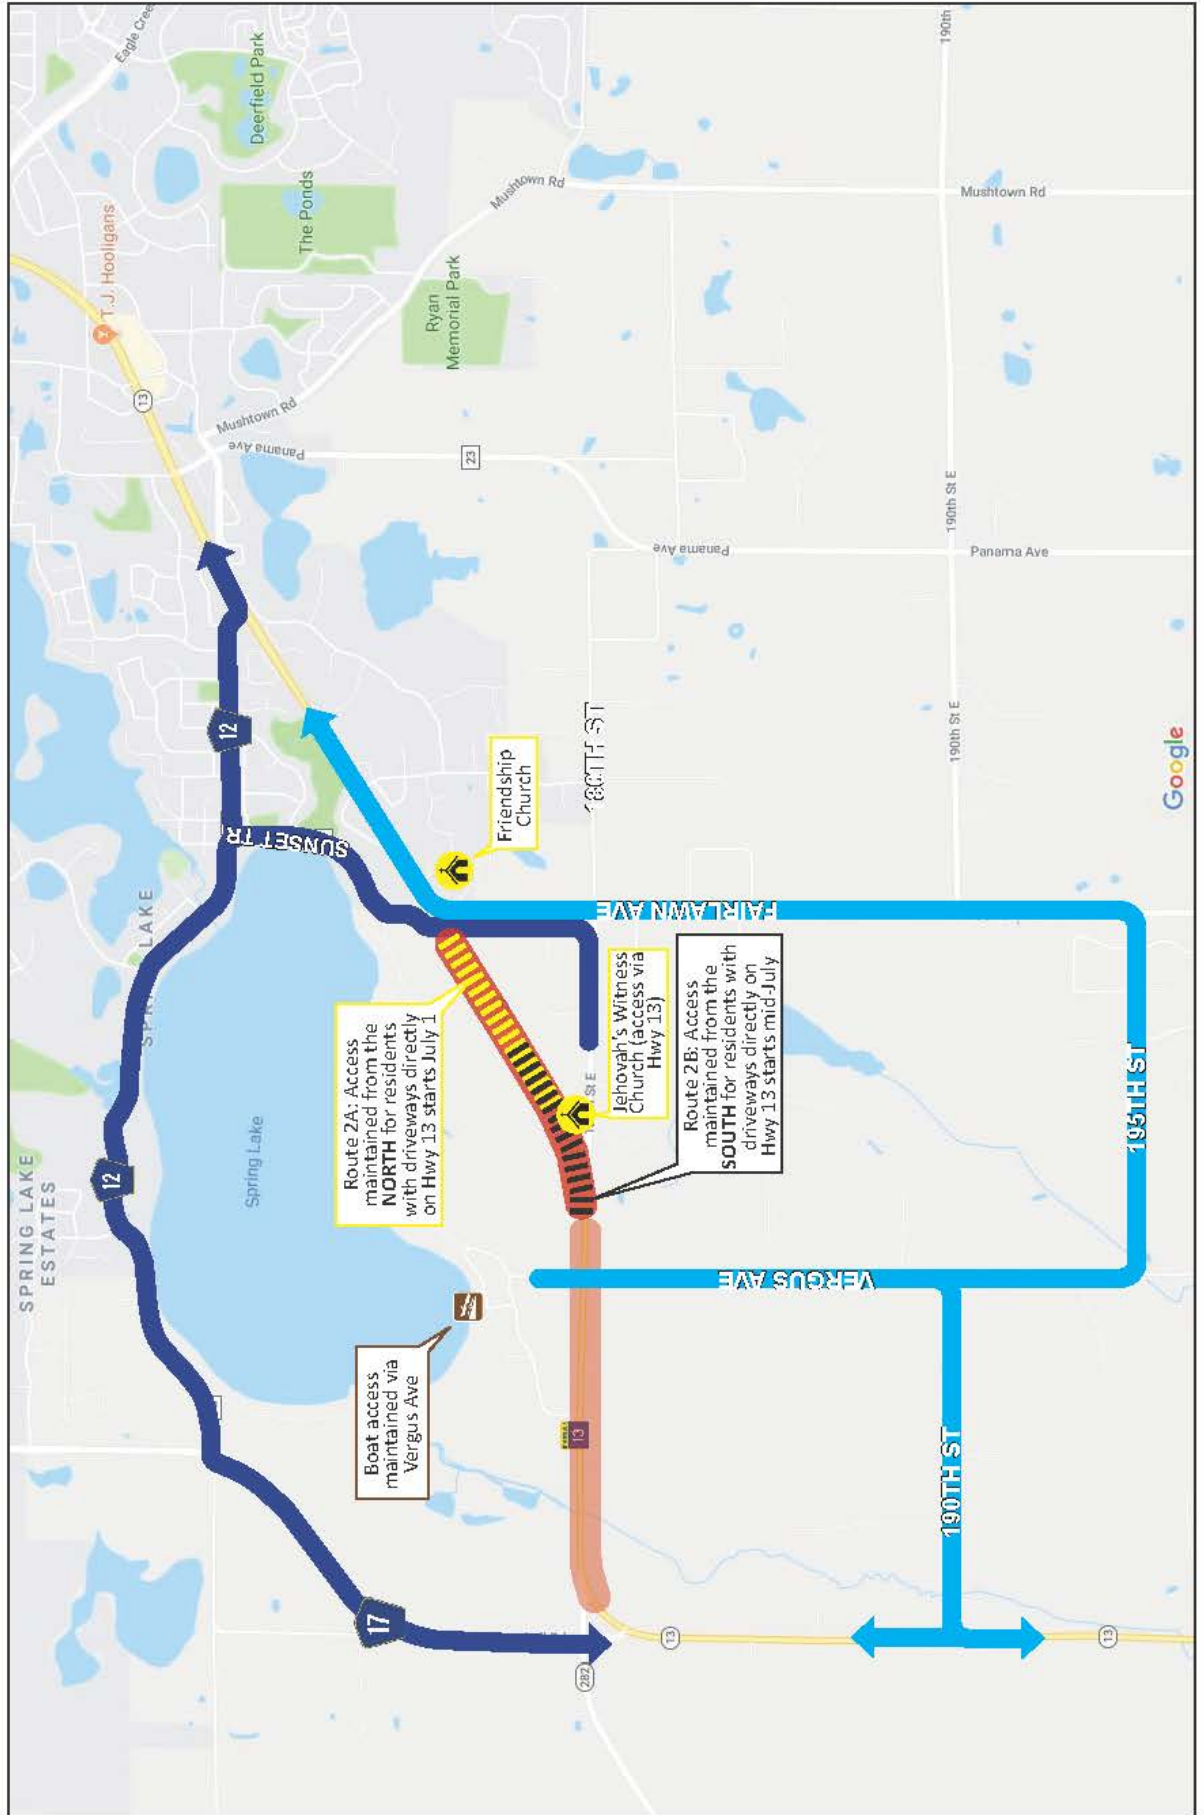 SPRING LAKE
ESTATES
LAKE
Eagle Cree
12
T.J. Hooligans
13
12
Deerfield Park
The Ponds
Mushtown Rd
Panama Ave
SUNSET TR
Spring Lake
17
Boat access
maintained via
Vergus Ave
Route 2A: Access
maintained from the
NORTH for residents
with driveways directly
on Hwy 13 starts July 1
Ryan
Memorial Park
23
Mushtown Rd
Friendship
Church
13
282
St E
180TH ST
Jehovah's Witness
Church (access via
Hwy 13)
Route 2B: Access
maintained from the
SOUTH for residents with
driveways directly on
Hwy 13 starts mid-July
FAIRLAWN AVE
VERGUS AVE
Panama Ave
13
190TH ST
190th St E
190th St E
190th
Panama Ave
Mushtown Rd
13
195TH ST
Google